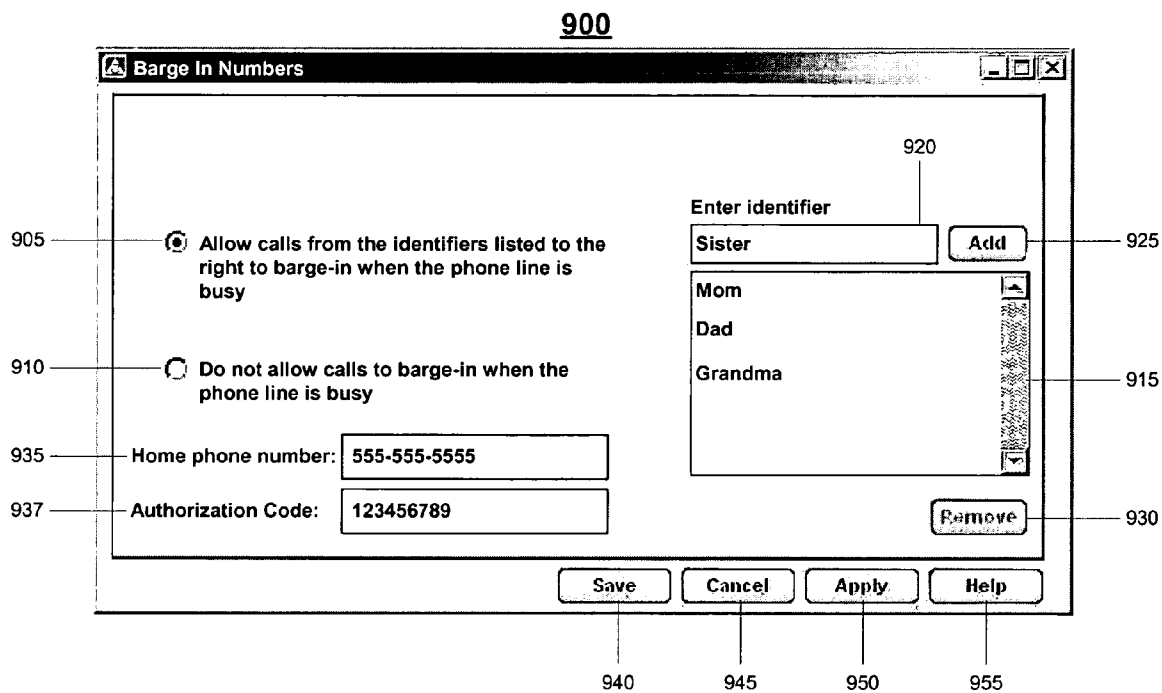 900
Barge In Numbers
920
Enter identifier
905
Allow calls from the identifiers listed to the
right to barge-in when the phone line is
busy
Sister
Add
925
Mom
Dad
Grandma
915
910
Do not allow calls to barge-in when the
phone line is busy
935
Home phone number:
555-555-5555
937
Authorization Code:
123456789
Remove
930
Save
Cancel
Apply
Help
940
945
950
955